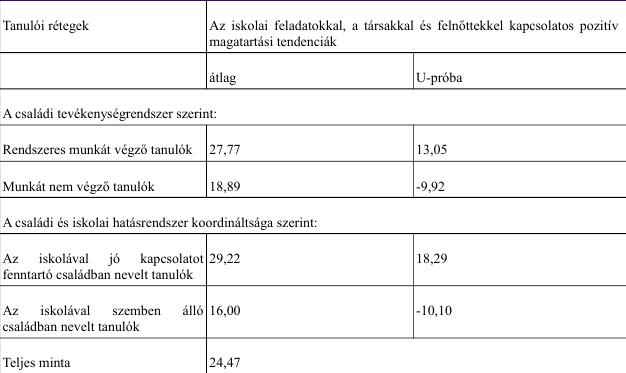 Tanulói rétegek
Az iskolai feladatokkal, a társakkal és felnőttekkel kapcsolatos pozitív
magatartási tendenciák
átlag
U-próba
A családi tevékenységrendszer szerint:
Rendszeres munkát végző tanulók
27,77
13,05
Munkát nem végző tanulók
18,89
-9,92
A családi és iskolai hatásrendszer koordináltsága szerint:
Az iskolával jó kapcsolatot
fenntartó családban nevelt tanulók
29,22
18,29
Az iskolával szemben álló
családban nevelt tanulók
16,00
-10,10
Teljes minta
24,47